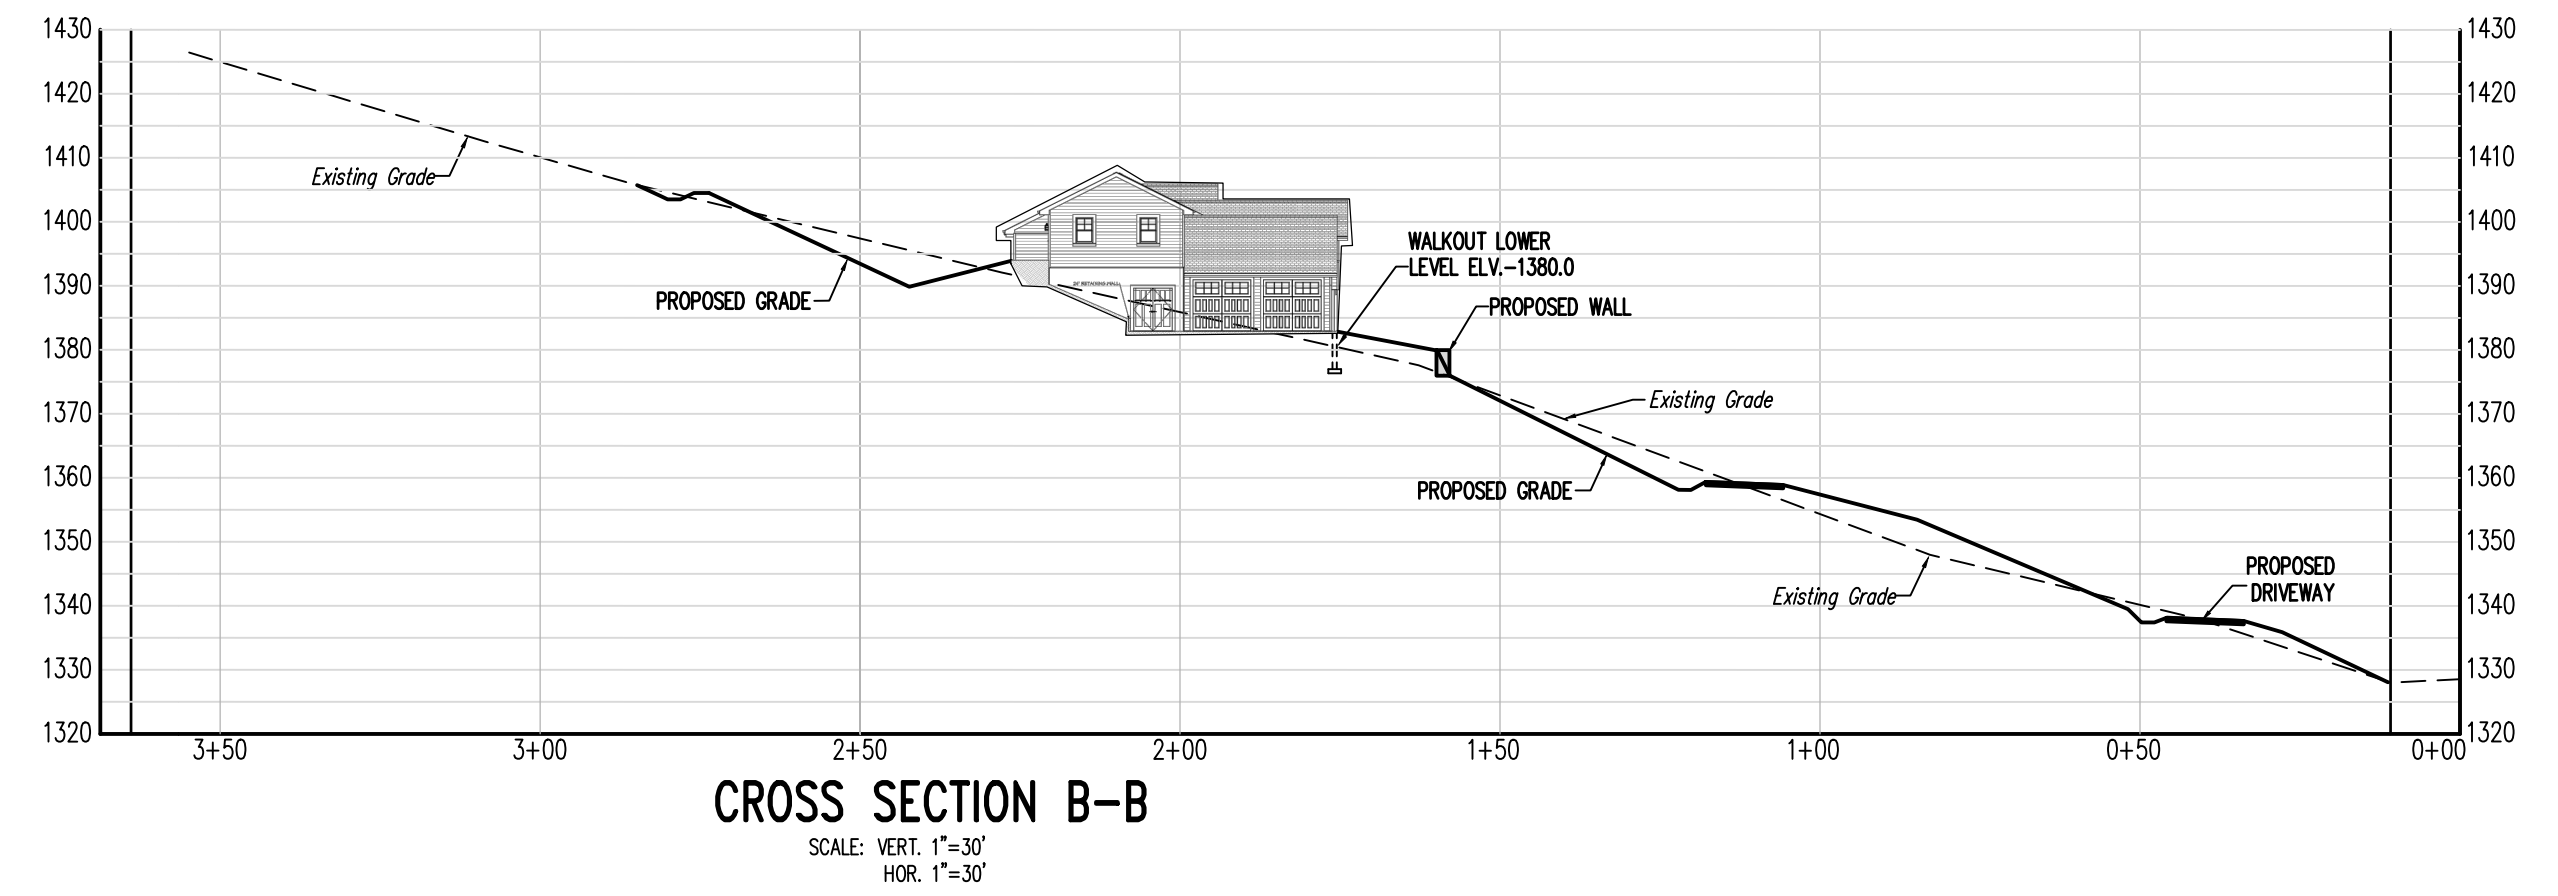 1430
1430
1420
1420
1410
1410
Existing Grade
1400
1400
WALKOUT LOWER
LEVEL ELV.-1380.0
1390
1390
PROPOSED GRADE
PROPOSED WALL
1380
1380
Existing Grade
1370
1370
1360
1360
PROPOSED GRADE
1350
1350
PROPOSED
DRIVEWAY
Existing Grade
1340
1340
1330
1330
1320
1320
3+50
3+00
2+50
2+00
1+50
1+00
0+50
0+00
CROSS SECTION B-B
SCALE: VERT. 1"=30'
HOR. 1"=30'